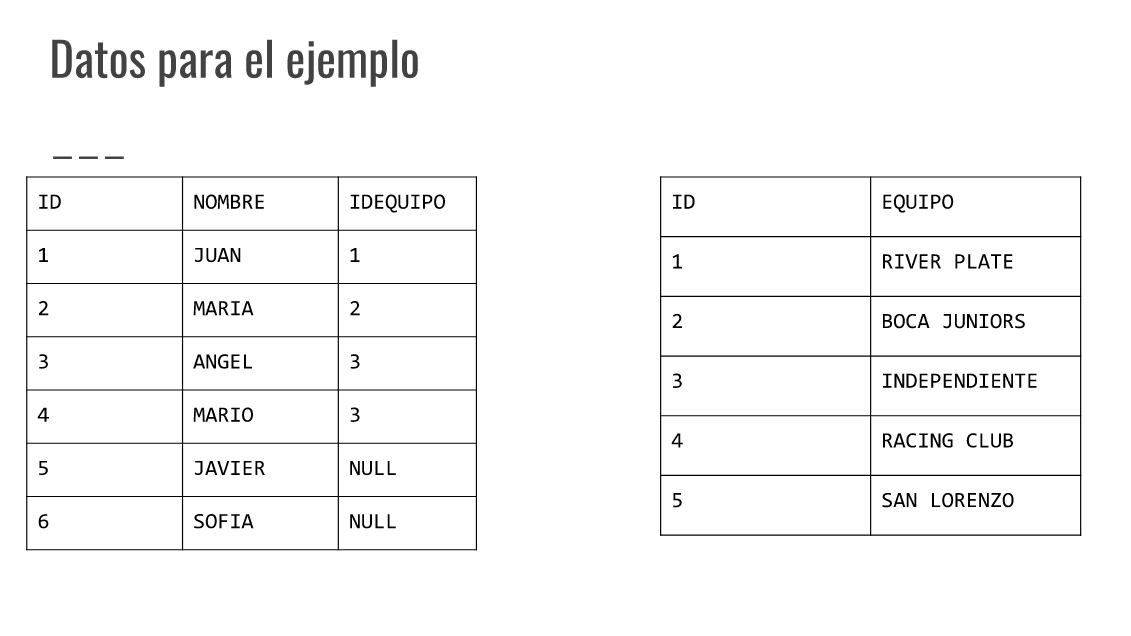 Datos para el ejemplo
ID NOMBRE IDEQUIPO
1 JUAN 1
2 MARIA 2
3 ANGEL 3
4 MARIO 3
5 JAVIER NULL
6 SOFIA NULL
ID EQUIPO
1 RIVER PLATE
2 BOCA JUNIORS
3 INDEPENDIENTE
4 RACING CLUB
5 SAN LORENZO